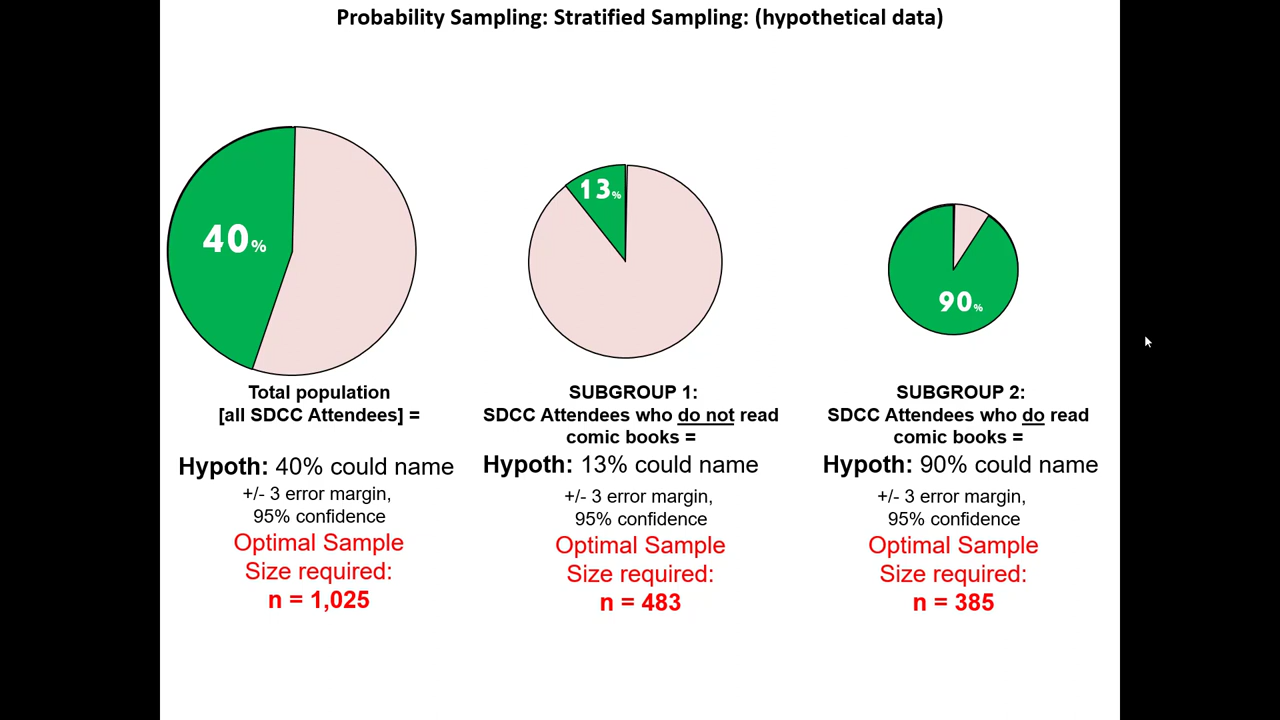 Probability Sampling: Stratified Sampling: (hypothetical data)
40%
13%
90%
Total population
[all SDCC Attendees] =
Hypoth: 40% could name
+/- 3 error margin,
95% confidence
Optimal Sample
Size required:
n = 1,025
SUBGROUP 1:
SDCC Attendees who do not read
comic books =
Hypoth: 13% could name
+/- 3 error margin,
95% confidence
Optimal Sample
Size required:
n = 483
SUBGROUP 2:
SDCC Attendees who do read
comic books =
Hypoth: 90% could name
+/- 3 error margin,
95% confidence
Optimal Sample
Size required:
n = 385